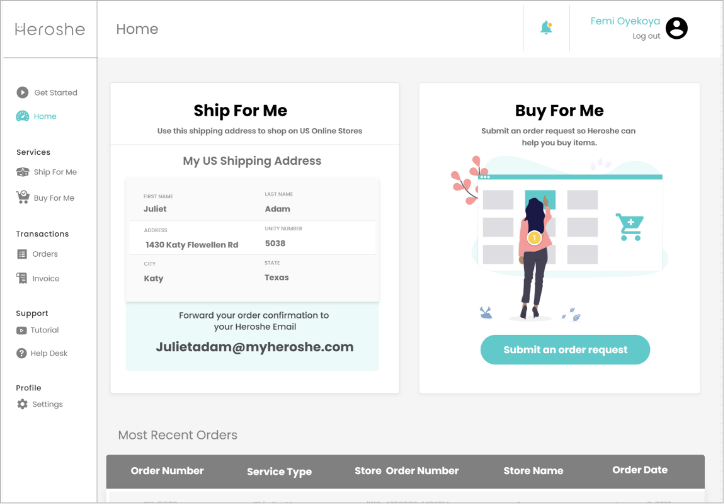 Heroshe
Home
Femi Oyekoya
Log out
Get Started
Home
Services
Ship For Me
Buy For Me
Transactions
Orders
Invoice
Support
Tutorial
Help Desk
Profile
Settings
Ship For Me
Use this shipping address to shop on US Online Stores
My US Shipping Address
FIRST NAME
LAST NAME
Juliet
Adam
ADDRESS
UNITY NUMBER
1430 Katy Flewellen Rd
5038
CITY
STATE
Katy
Texas
Forward your order confirmation to
your Heroshe Email
Julietadam@myheroshe.com
Buy For Me
Submit an order request so Heroshe can
help you buy items.
Submit an order request
Most Recent Orders
Order Number Service Type Store Order Number Store Name Order Date